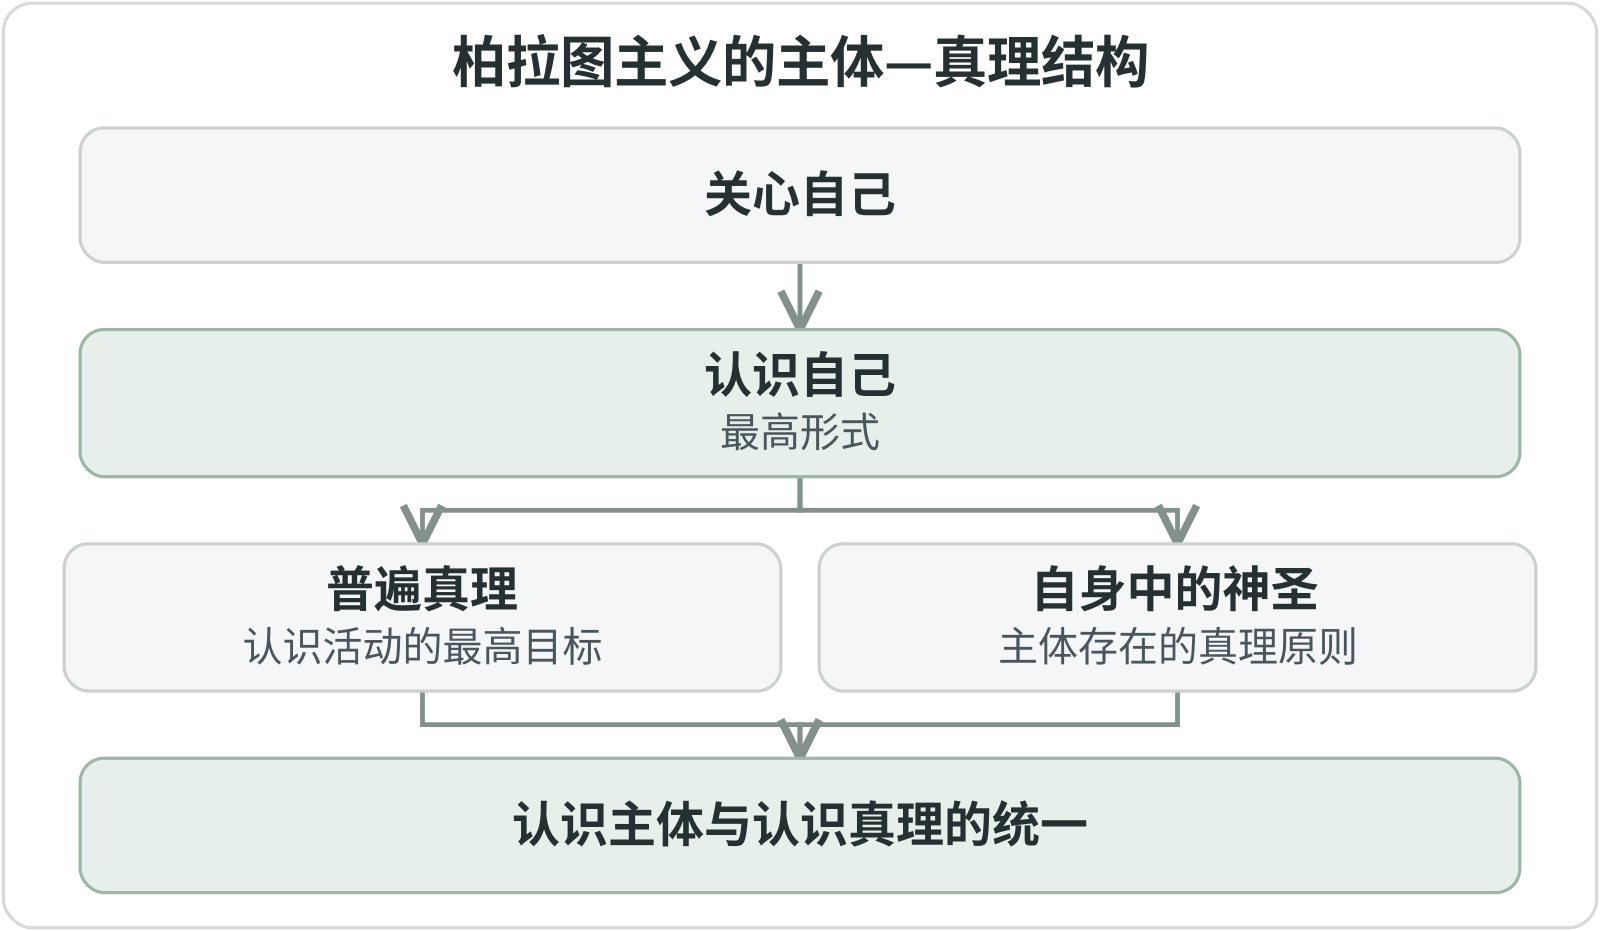 柏拉图主义的主体—真理结构
关心自己
认识自己
最高形式
普遍真理
认识活动的最高目标
自身中的神圣
主体存在的真理原则
认识主体与认识真理的统一